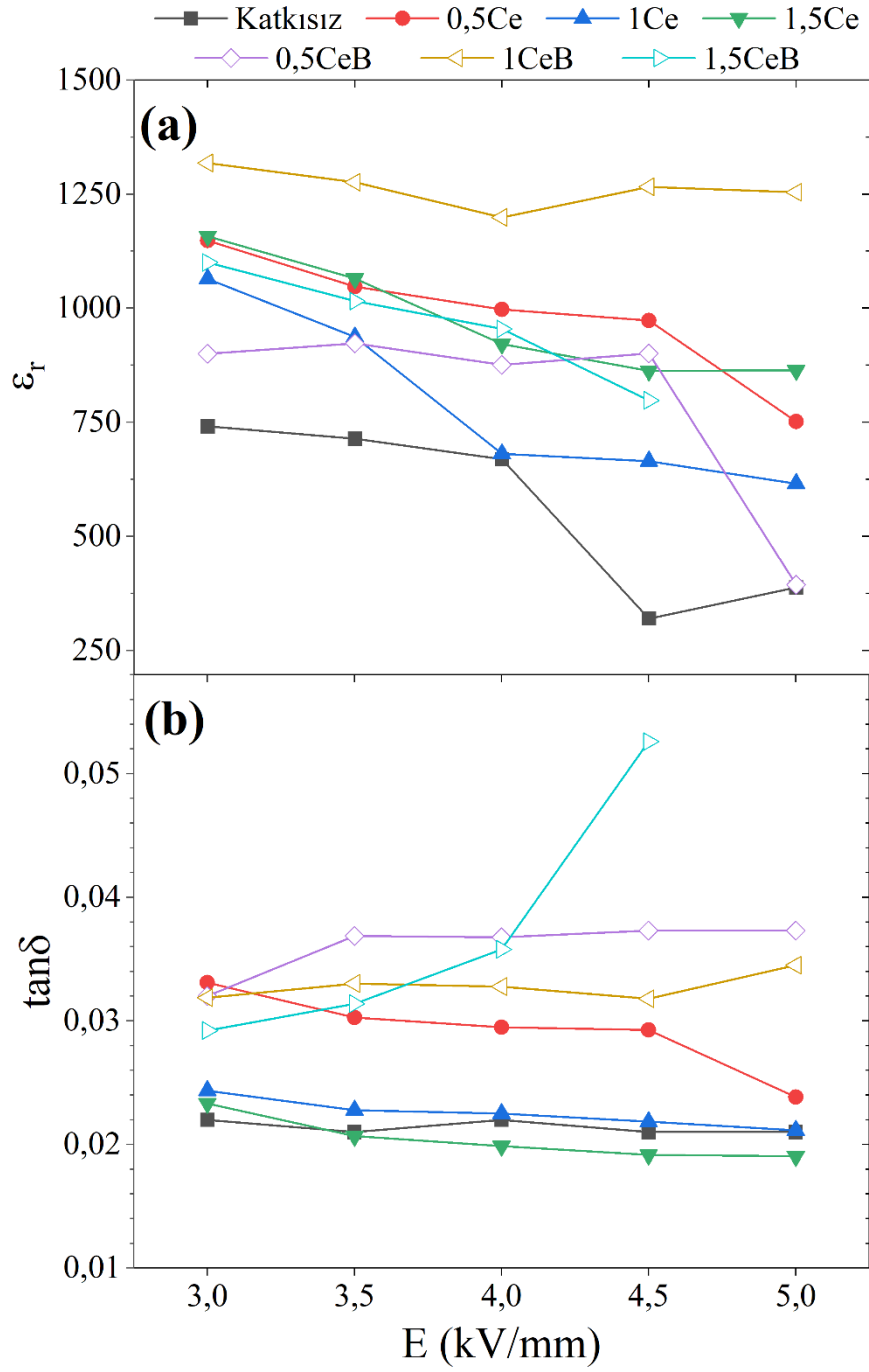 Katkısız 0,5Ce 1Ce 1,5Ce
0,5CeB 1CeB 1,5CeB
(a)
1500
1250
1000
750
500
250
εr
(b)
0,05
0,04
0,03
0,02
0,01
tanδ
3,0 3,5 4,0 4,5 5,0
E (kV/mm)